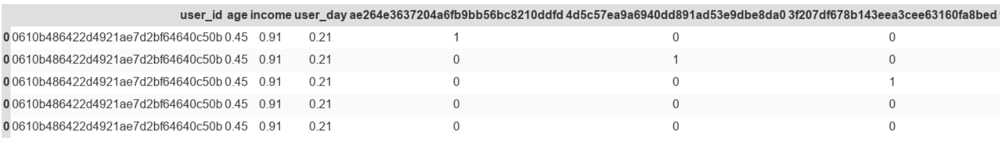 user_id age income user_day ae264e3637204a6fb9bb56bc8210ddfd 4d5c57ea9a6940dd891ad53e9dbe8da0 3f207df678b143eea3cee63160fa8bed
0 0610b486422d4921ae7d2bf64640c50b 0.45 0.91 0.21 1 0 0
0 0610b486422d4921ae7d2bf64640c50b 0.45 0.91 0.21 0 1 0
0 0610b486422d4921ae7d2bf64640c50b 0.45 0.91 0.21 0 0 1
0 0610b486422d4921ae7d2bf64640c50b 0.45 0.91 0.21 0 0 0
0 0610b486422d4921ae7d2bf64640c50b 0.45 0.91 0.21 0 0 0